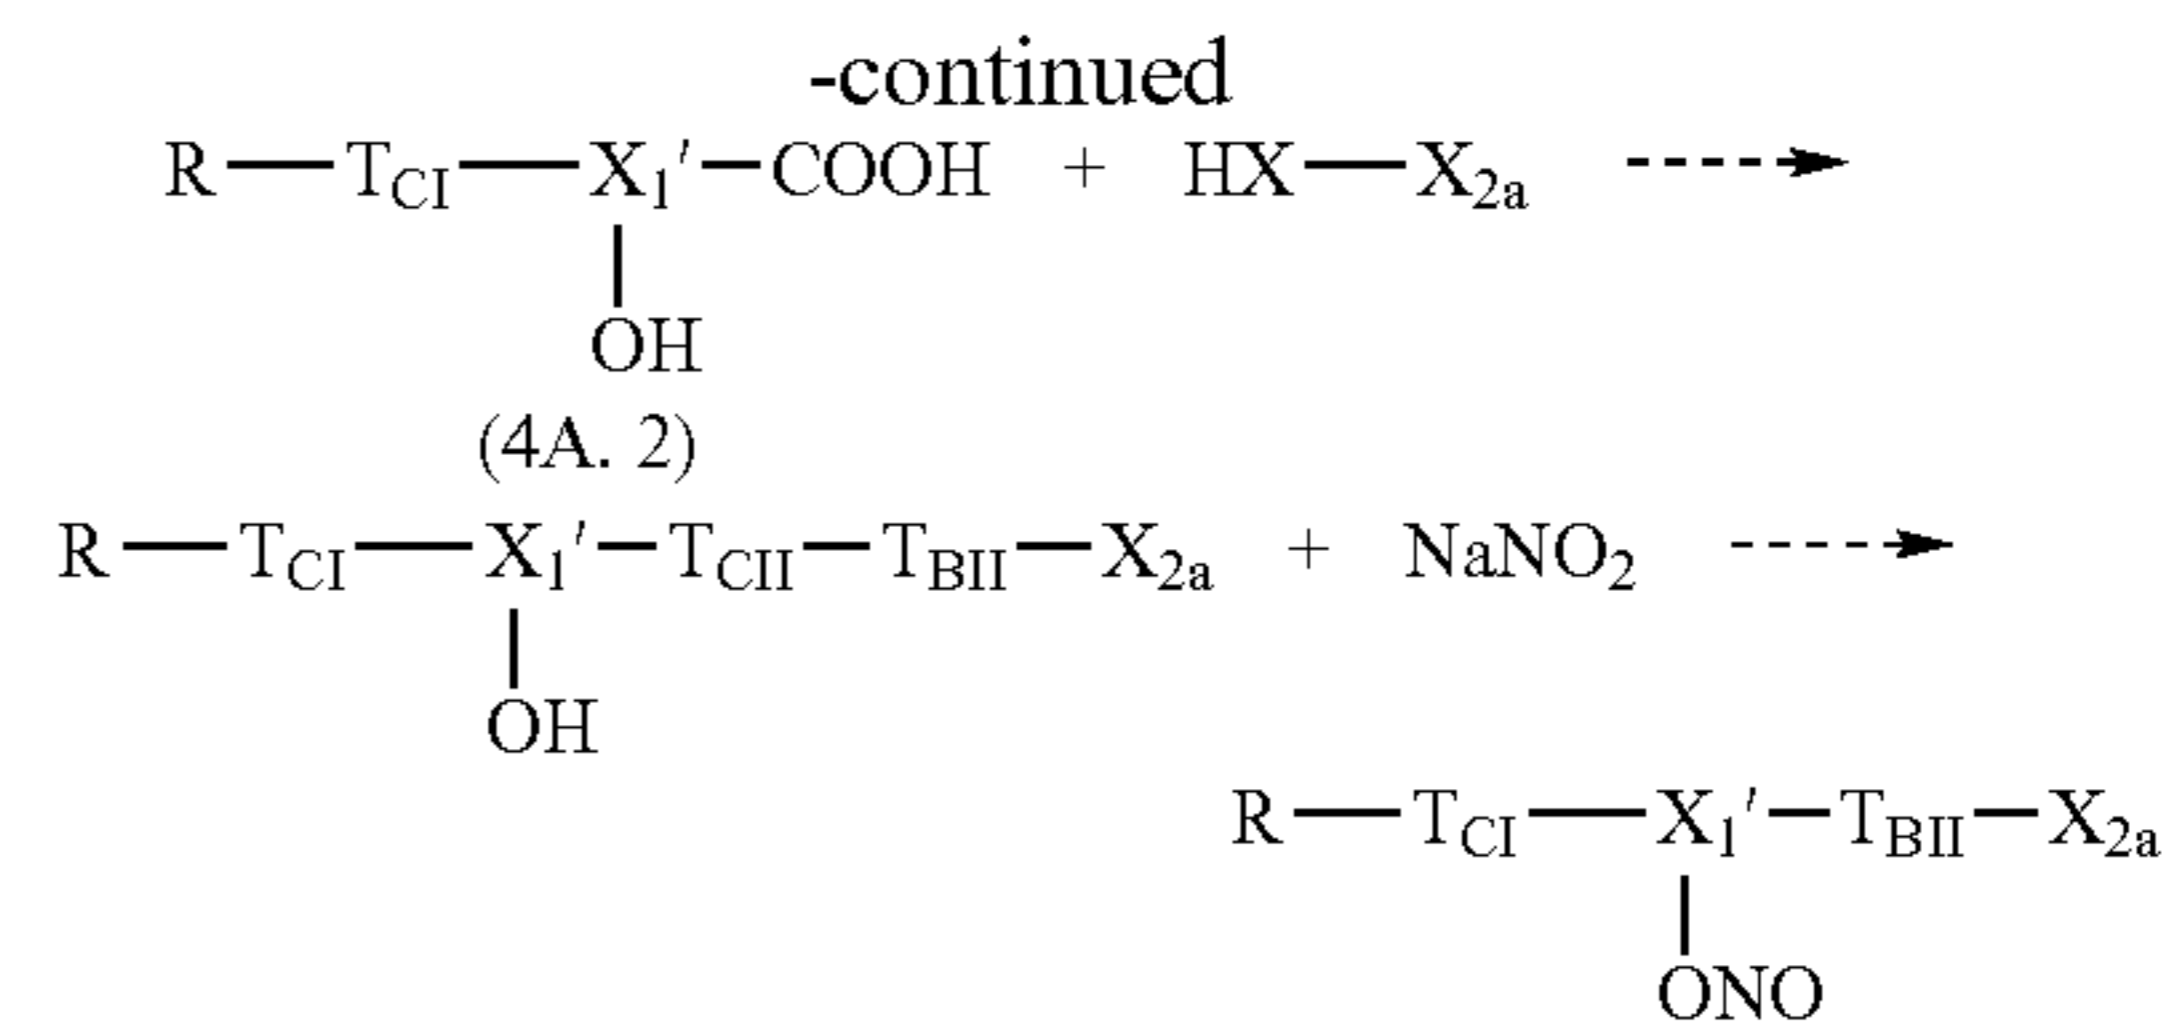 -continued
R—T_CI—X_1'—COOH + HX—X_2a
OH
(4A. 2)
R—T_CI—X_1'—T_CII—T_BII—X_2a + NaNO_2
OH
R—T_CI—X_1'—T_BII—X_2a
ONO